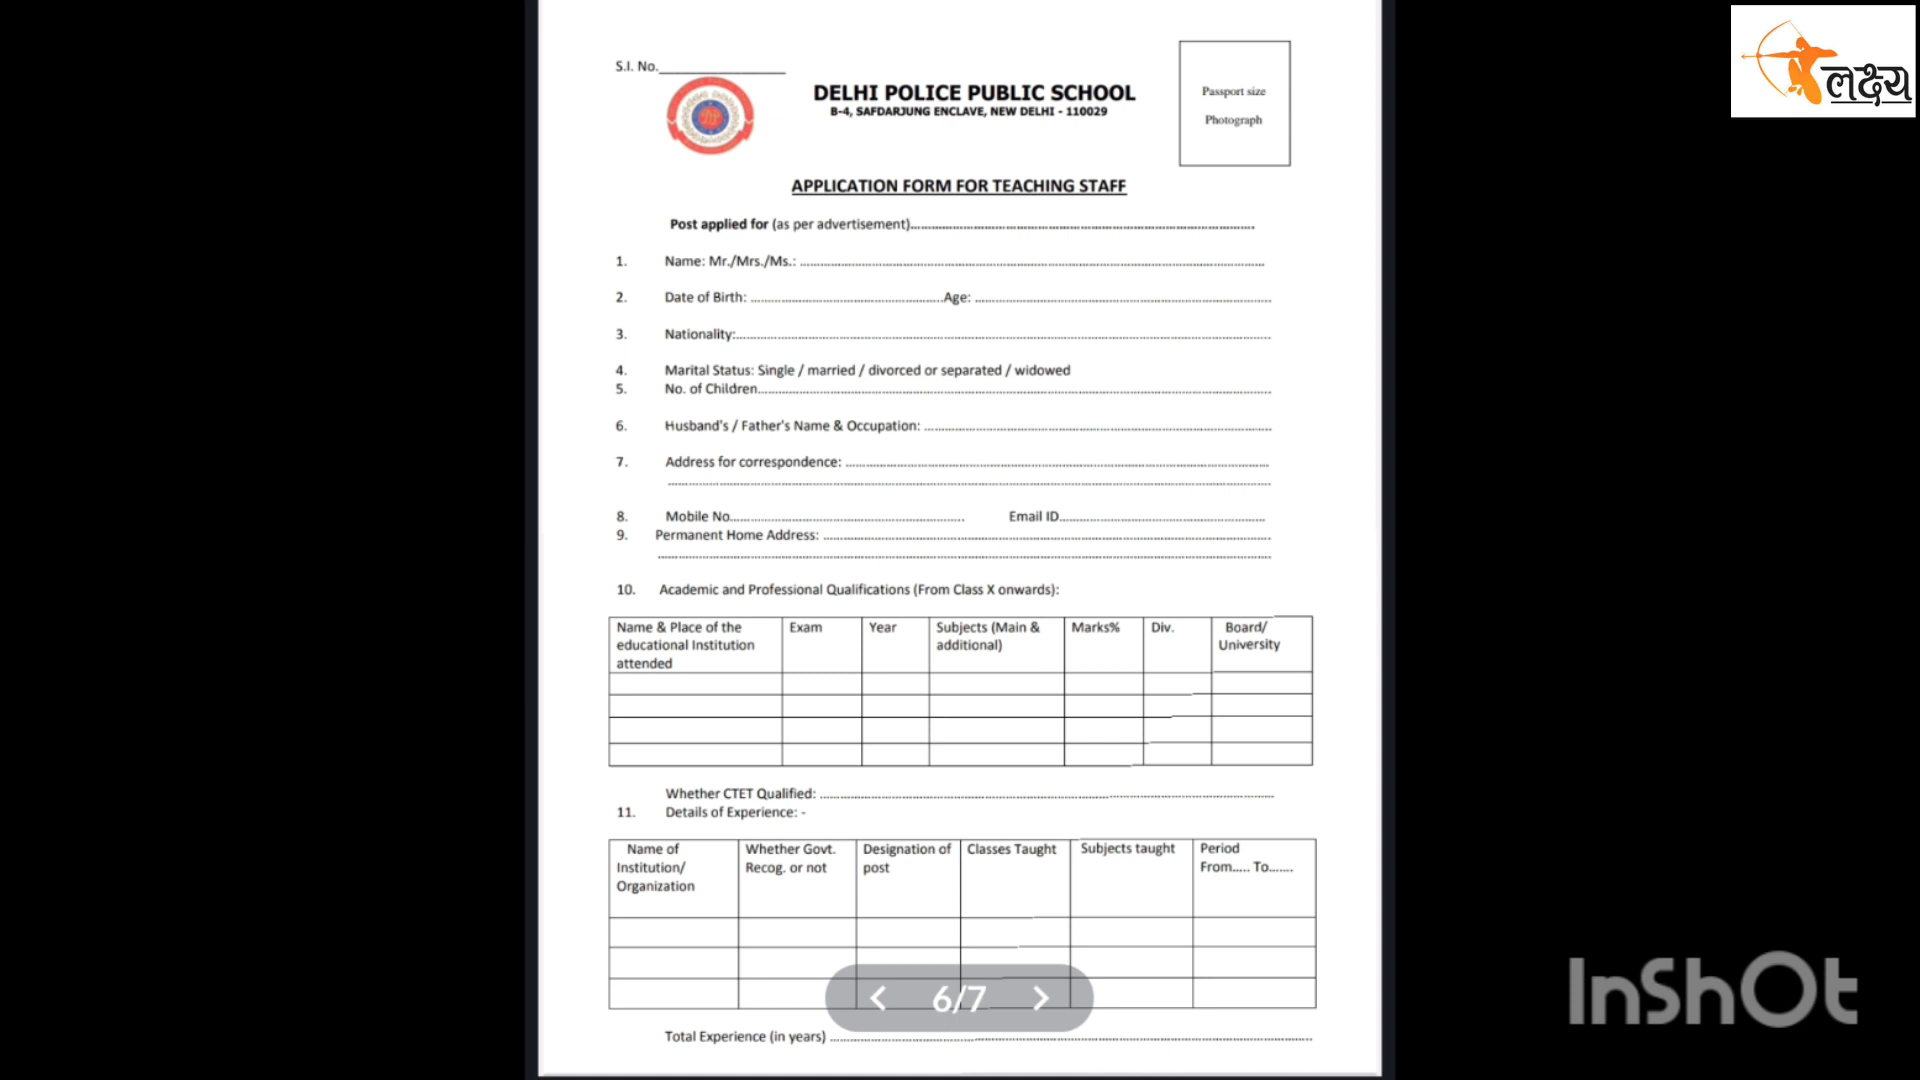 S.I. No.
DELHI POLICE PUBLIC SCHOOL
B-4, SAFDARJUNG ENCLAVE, NEW DELHI - 110029
Passport size
Photograph
लक्ष्य
APPLICATION FORM FOR TEACHING STAFF
Post applied for (as per advertisement)
1. Name: Mr./Mrs./Ms.:
2. Date of Birth: Age:
3. Nationality:
4. Marital Status: Single / married / divorced or separated / widowed
5. No. of Children
6. Husband's / Father's Name & Occupation:
7. Address for correspondence:
8. Mobile No. Email ID
9. Permanent Home Address:
10. Academic and Professional Qualifications (From Class X onwards):
Name & Place of the Exam Year Subjects (Main & Marks% Div. Board/
educational Institution additional) University
attended
Whether CTET Qualified:
11. Details of Experience: -
Name of Whether Govt. Designation of Classes Taught Subjects taught Period
Institution/ Recog. or not post From..... To.......
Organization
6/7
Total Experience (in years)
InShOt